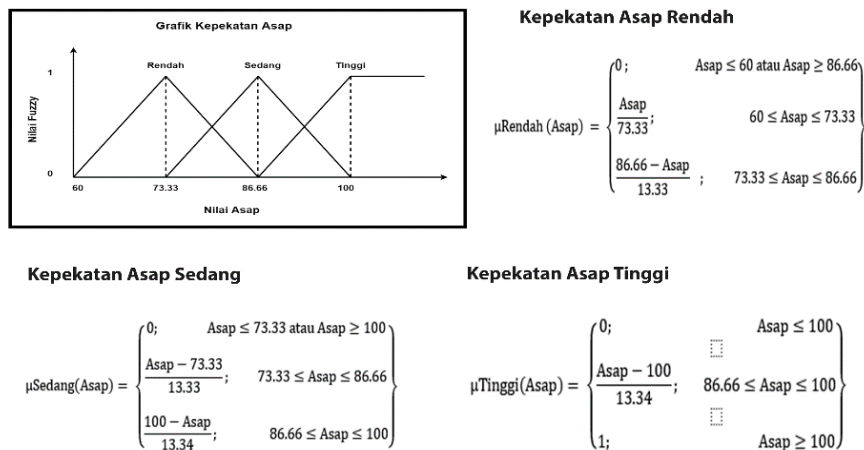 Grafik Kepekatan Asap
Rendah Sedang Tinggi
1
Nilai Fuzzy
0
60 73.33 86.66 100
Nilai Asap
Kepekatan Asap Rendah
0 ; Asap ≤ 60 atau Asap ≥ 86.66
μRendah (Asap) = Asap / 73.33 ; 60 ≤ Asap ≤ 73.33
86.66 − Asap / 13.33 ; 73.33 ≤ Asap ≤ 86.66
Kepekatan Asap Sedang
0; Asap ≤ 73.33 atau Asap ≥ 100
μSedang(Asap) = Asap − 73.33 / 13.33 ; 73.33 ≤ Asap ≤ 86.66
100 − Asap / 13.34 ; 86.66 ≤ Asap ≤ 100
Kepekatan Asap Tinggi
0; Asap ≤ 100
μTinggi(Asap) = Asap − 100 / 13.34 ; 86.66 ≤ Asap ≤ 100
1; Asap ≥ 100